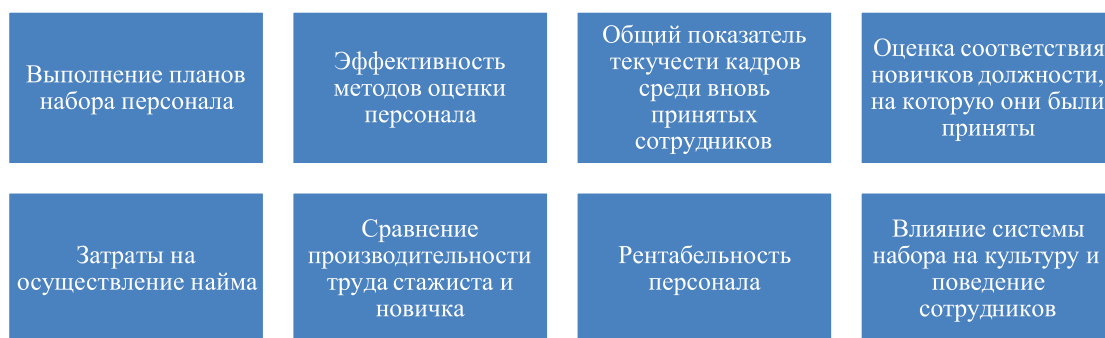 Выполнение планов
набора персонала
Эффективность
методов оценки
персонала
Общий показатель
текучести кадров
среди вновь
принятых
сотрудников
Оценка соответствия
новичков должности,
на которую они были
приняты
Затраты на
осуществление найма
Сравнение
производительности
труда стажиста и
новичка
Рентабельность
персонала
Влияние системы
набора на культуру и
поведение
сотрудников